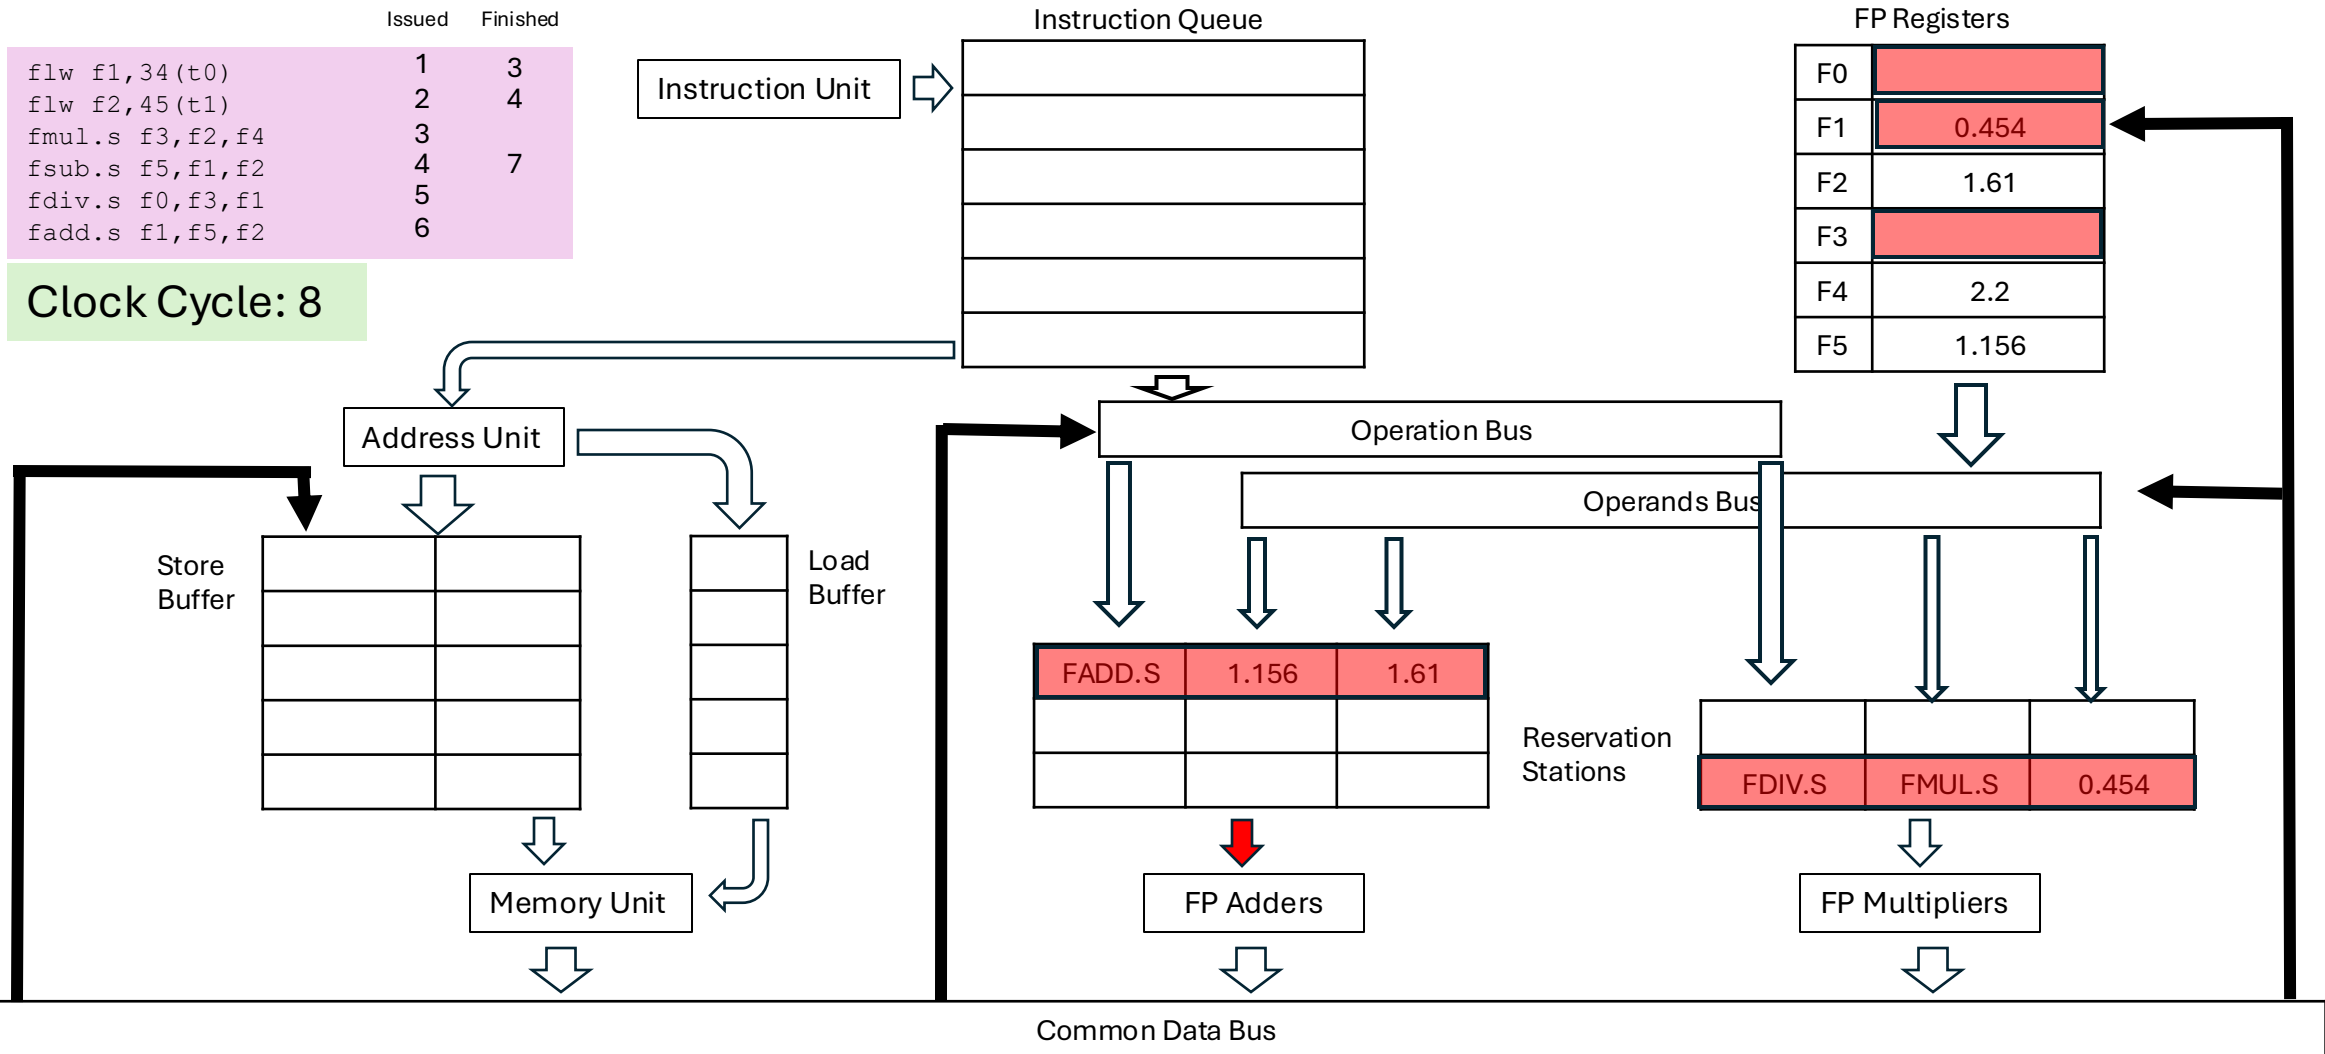 Issued Finished
flw f1,34(t0) 1 3
flw f2,45(t1) 2 4
fmul.s f3,f2,f4 3
fsub.s f5,f1,f2 4 7
fdiv.s f0,f3,f1 5
fadd.s f1,f5,f2 6
Clock Cycle: 8
Instruction Queue
Instruction Unit
FP Registers
F0
F1 0.454
F2 1.61
F3
F4 2.2
F5 1.156
Address Unit
Operation Bus
Operands Bus
Store
Buffer
Load
Buffer
FADD.S 1.156 1.61
Reservation
Stations
FDIV.S FMUL.S 0.454
Memory Unit
FP Adders
FP Multipliers
Common Data Bus